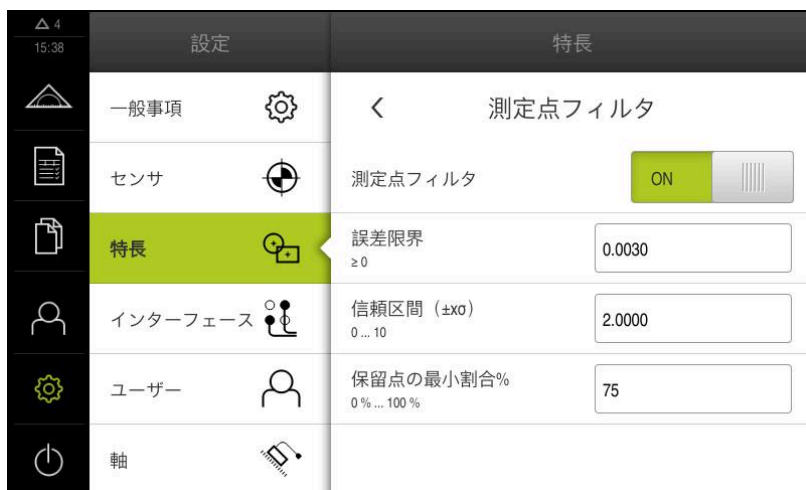 4
15:38
設定
特長
一般事項
センサ
特長
インターフェース
ユーザー
軸
測定点フィルタ
測定点フィルタ
ON
誤差限界
≥ 0
0.0030
信頼区間（±xσ）
0 ... 10
2.0000
保留点の最小割合%
0 % ... 100 %
75